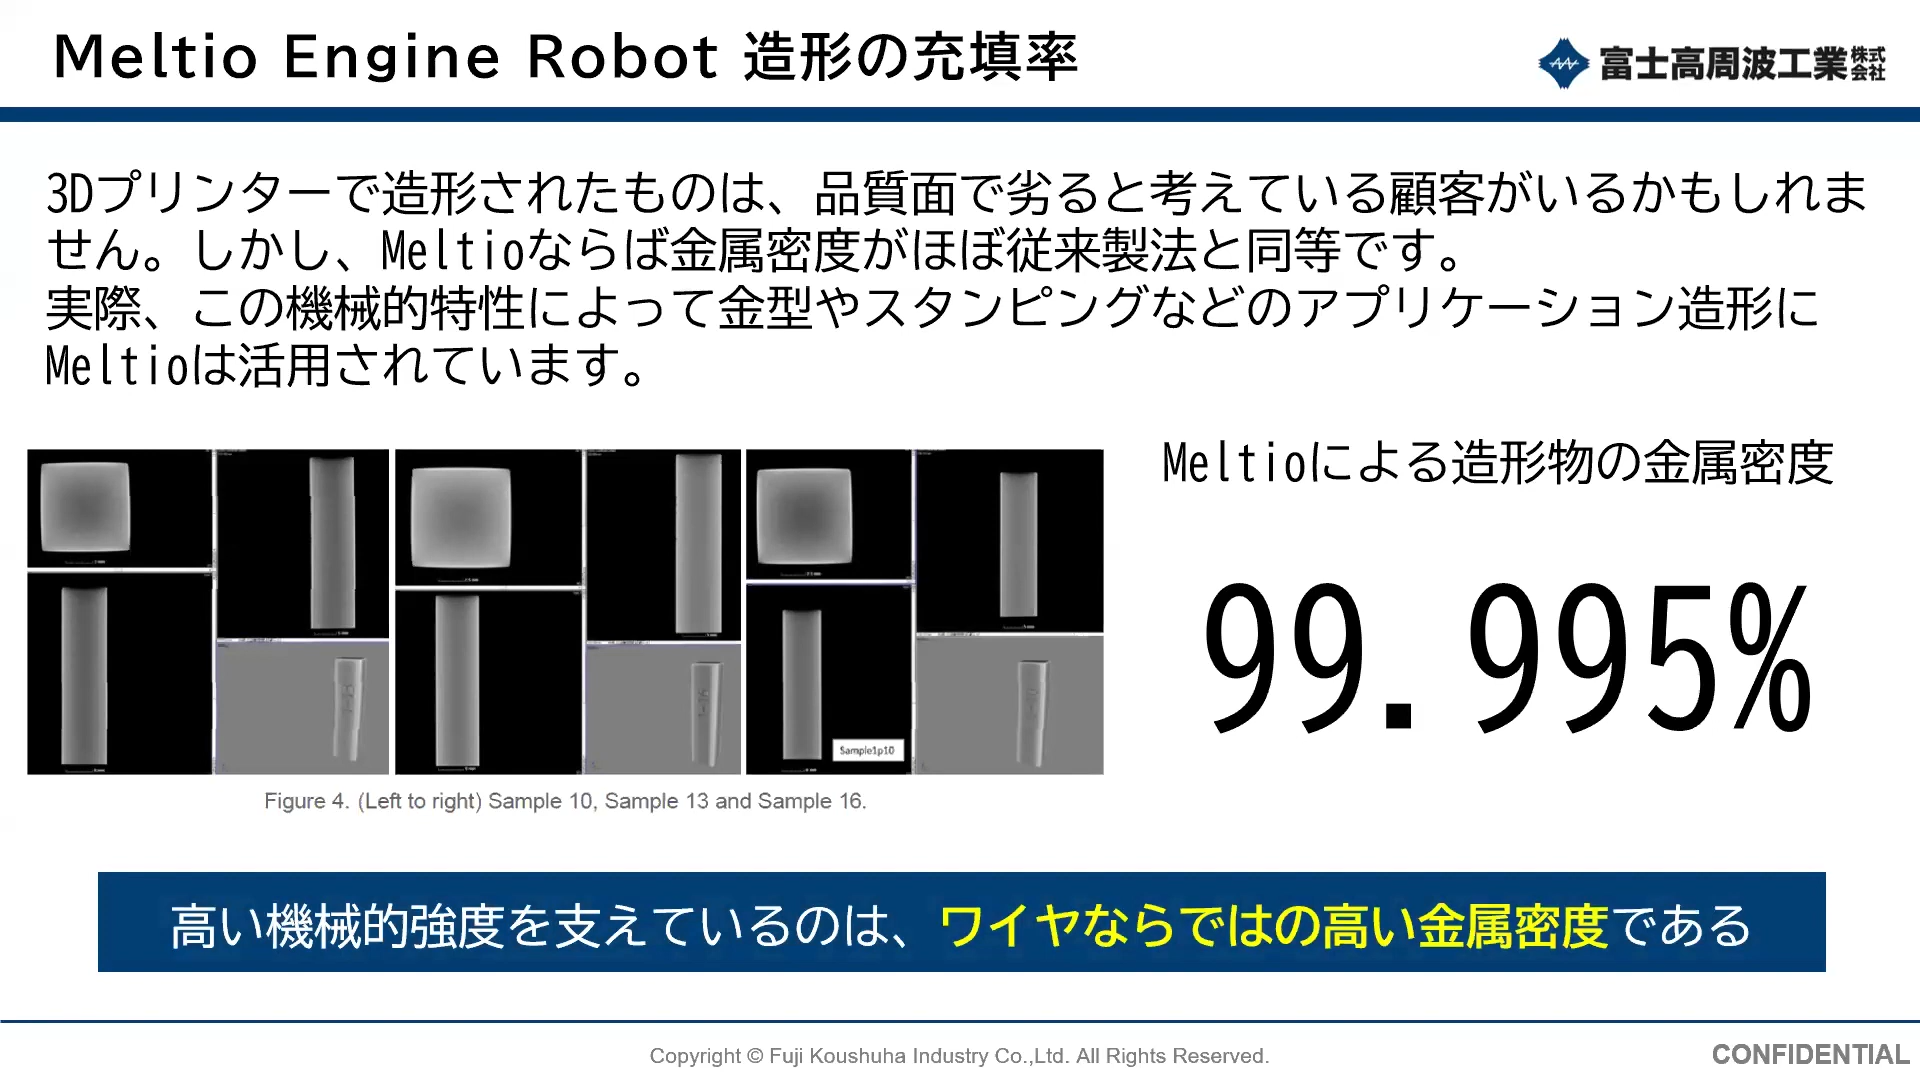 Meltio Engine Robot 造形の充填率
富士高周波工業株式会社
3Dプリンターで造形されたものは、品質面で劣ると考えている顧客がいるかもしれま
せん。しかし、Meltioならば金属密度がほぼ従来製法と同等です。
実際、この機械的特性によって金型やスタンピングなどのアプリケーション造形に
Meltioは活用されています。
Meltioによる造形物の金属密度
99.995%
Sample1p10
Figure 4. (Left to right) Sample 10, Sample 13 and Sample 16.
高い機械的強度を支えているのは、ワイヤならではの高い金属密度である
Copyright © Fuji Koushuha Industry Co.,Ltd. All Rights Reserved.
CONFIDENTIAL